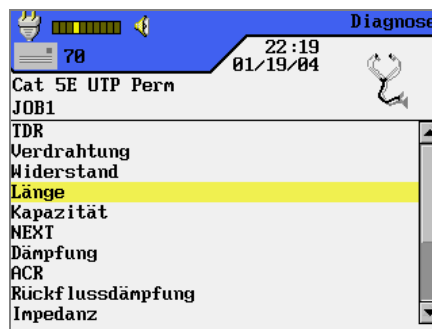 Diagnose
70
22:19
01/19/04
Cat 5E UTP Perm
JOB1
TDR
Verdrahtung
Widerstand
Länge
Kapazität
NEXT
Dämpfung
ACR
Rückflussdämpfung
Impedanz